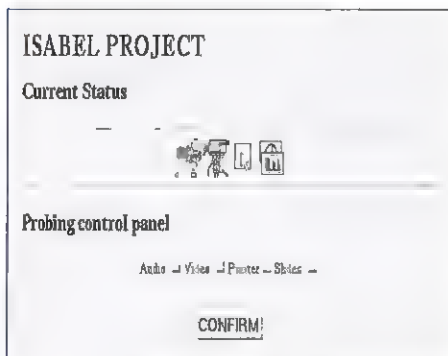 ISABEL PROJECT
Current Status
Probing control panel
Audio Video Pointer Slides
CONFIRM